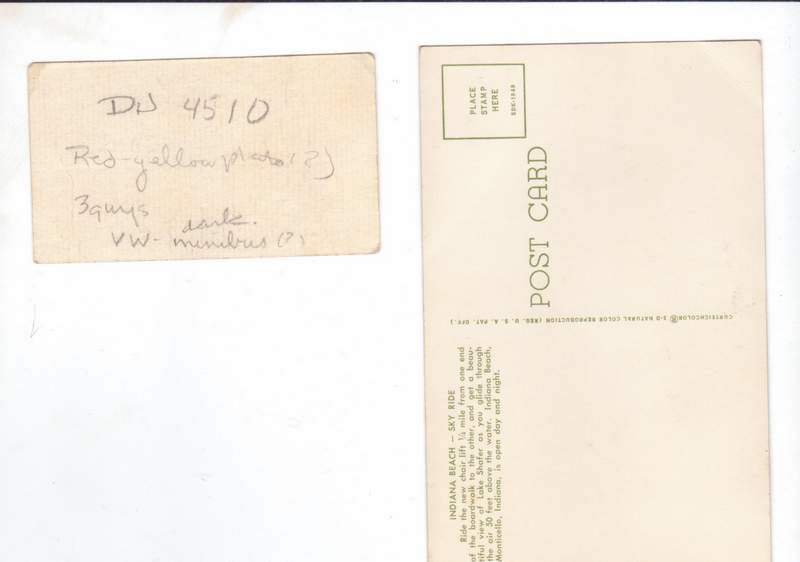 DW 4510
Red-yellow plates (?)
3 guys
dark.
VW- minibus (?)
PLACE
STAMP
HERE
POST CARD
CURTEICHCOLOR® 3-D NATURAL COLOR REPRODUCTION (REG. U. S. A. PAT. OFF.)
INDIANA BEACH — SKY RIDE
Ride the new chair lift ¼ mile from one end
of the boardwalk to the other, and get a beau-
tiful view of Lake Shafer as you glide through
the air 50 feet above the water. Indiana Beach,
Monticello, Indiana, is open day and night.